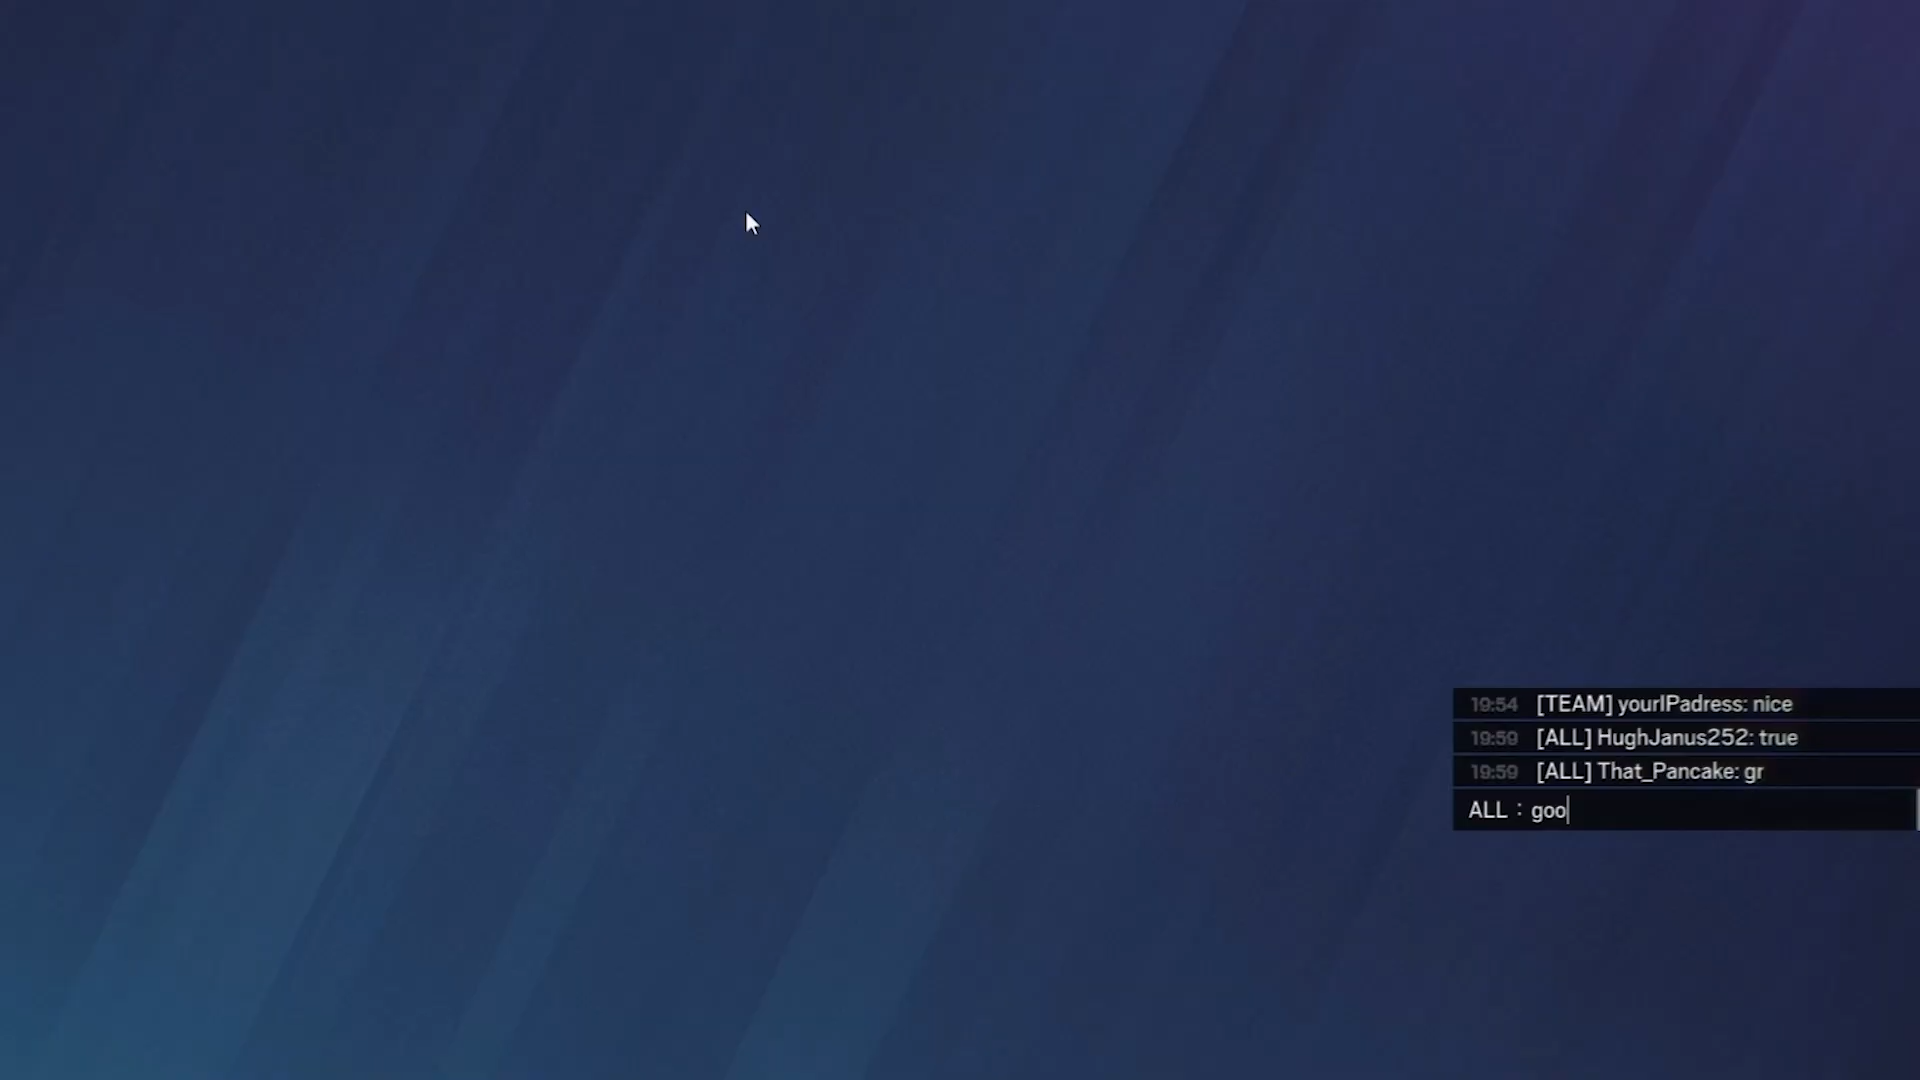 19:54 [TEAM] yourIPadress: nice
19:59 [ALL] HughJanus252: true
19:59 [ALL] That_Pancake: gr
ALL : goo